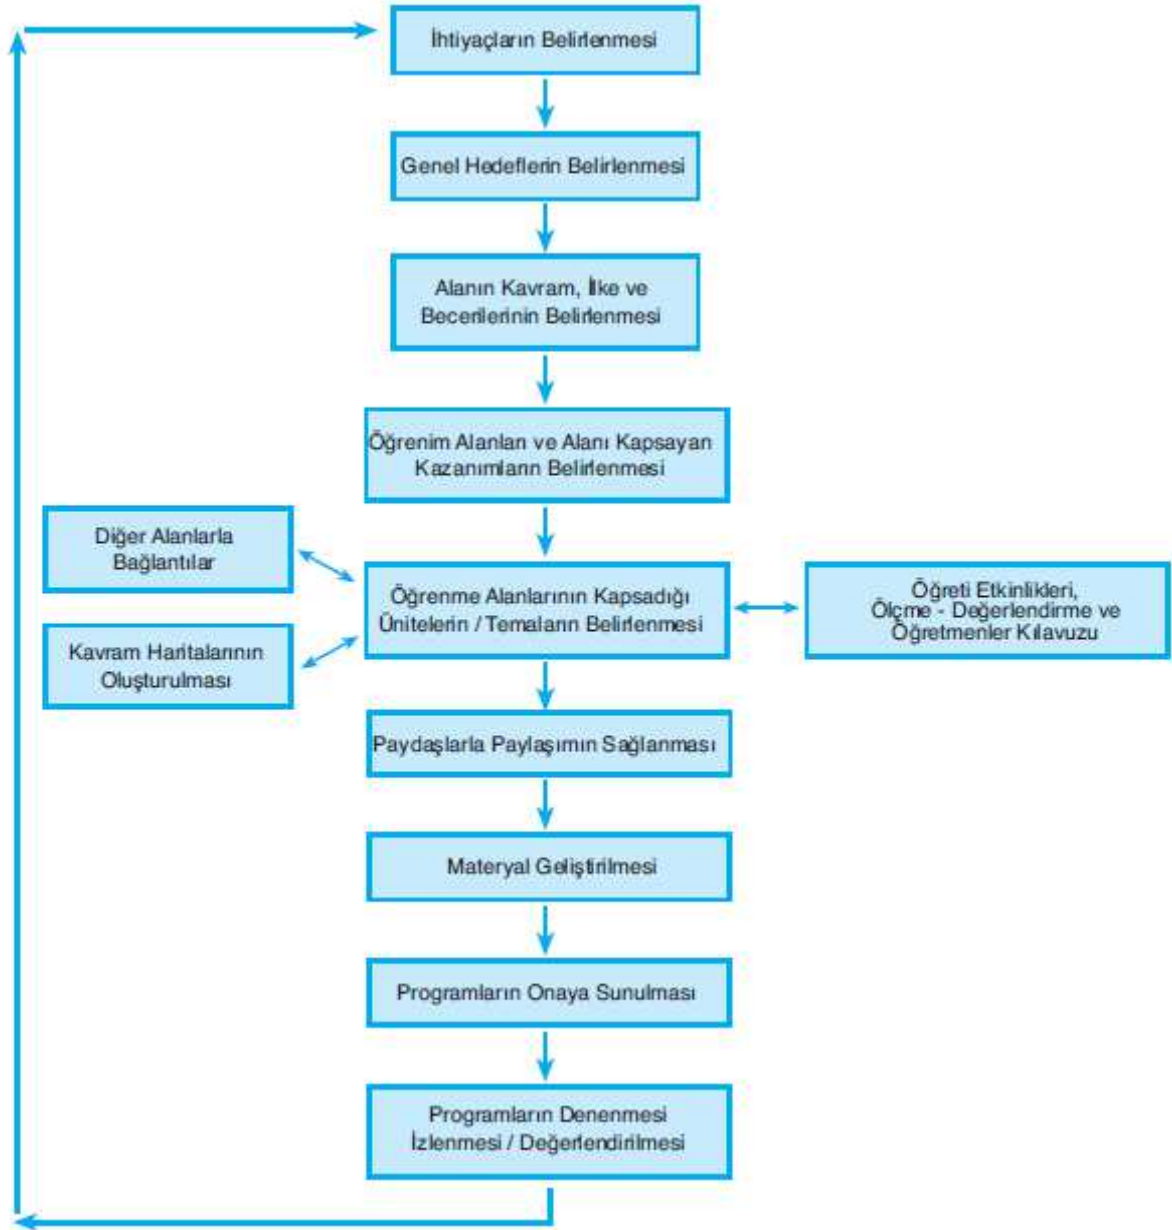 İhtiyaçların Belirlenmesi
Genel Hedeflerin Belirlenmesi
Alanın Kavram, İlke ve
Becerilerinin Belirlenmesi
Öğrenim Alanları ve Alanı Kapsayan
Kazanımların Belirlenmesi
Diğer Alanlarla
Bağlantılar
Öğrenme Alanlarının Kapsadığı
Ünitelerin / Temaların Belirlenmesi
Öğreti Etkinlikleri,
Ölçme - Değerlendirme ve
Öğretmenler Kılavuzu
Kavram Haritalarının
Oluşturulması
Paydaşlarla Paylaşımın Sağlanması
Materyal Geliştirilmesi
Programların Onaya Sunulması
Programların Denenmesi
İzlenmesi / Değerlendirilmesi